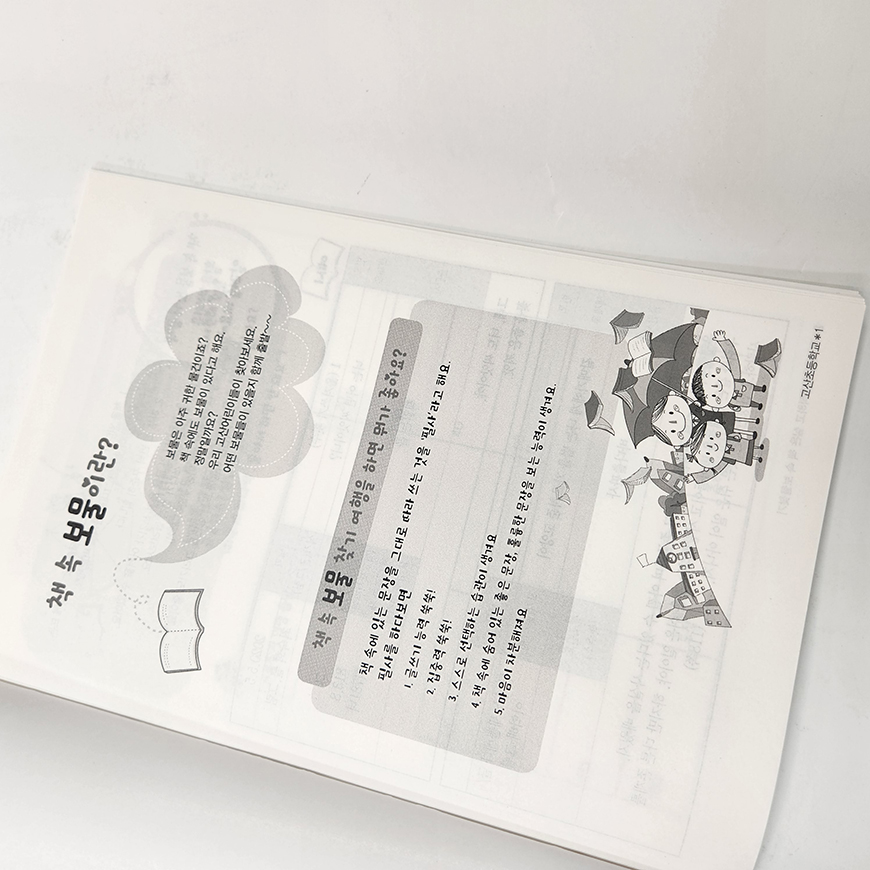 책 속 보물이란?
보물은 아주 귀한 물건이죠?
책 속에도 보물이 있다고 해요.
정말일까요?
우리 고산어린이들이 찾아보세요.
어떤 보물들이 있을지 함께 출발~~
책 속 보물 찾기 여행을 하면 뭐가 좋아요?
책 속에 있는 문장을 그대로 따라 쓰는 것을 '필사'라고 해요.
필사를 하다보면
1. 글쓰기 능력 쑥쑥!
2. 집중력 쑥쑥!
3. 스스로 선택하는 습관이 생겨요
4. 책 속에 숨어 있는 좋은 문장, 훌륭한 문장을 보는 능력이 생겨요.
5. 마음이 차분해져요
고산초등학교*1